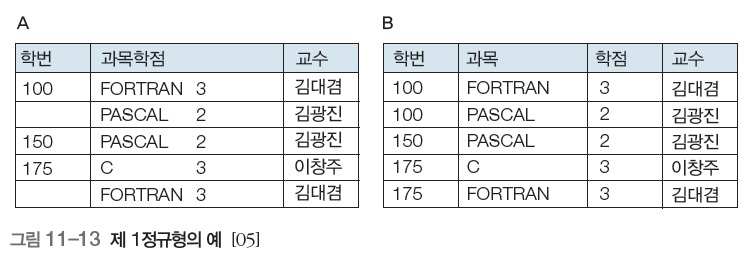 A
학번 과목학점 교수
100 FORTRAN 3 김대겸
PASCAL 2 김광진
150 PASCAL 2 김광진
175 C 3 이창주
FORTRAN 3 김대겸
B
학번 과목 학점 교수
100 FORTRAN 3 김대겸
100 PASCAL 2 김광진
150 PASCAL 2 김광진
175 C 3 이창주
175 FORTRAN 3 김대겸
그림 11-13 제 1정규형의 예 [05]